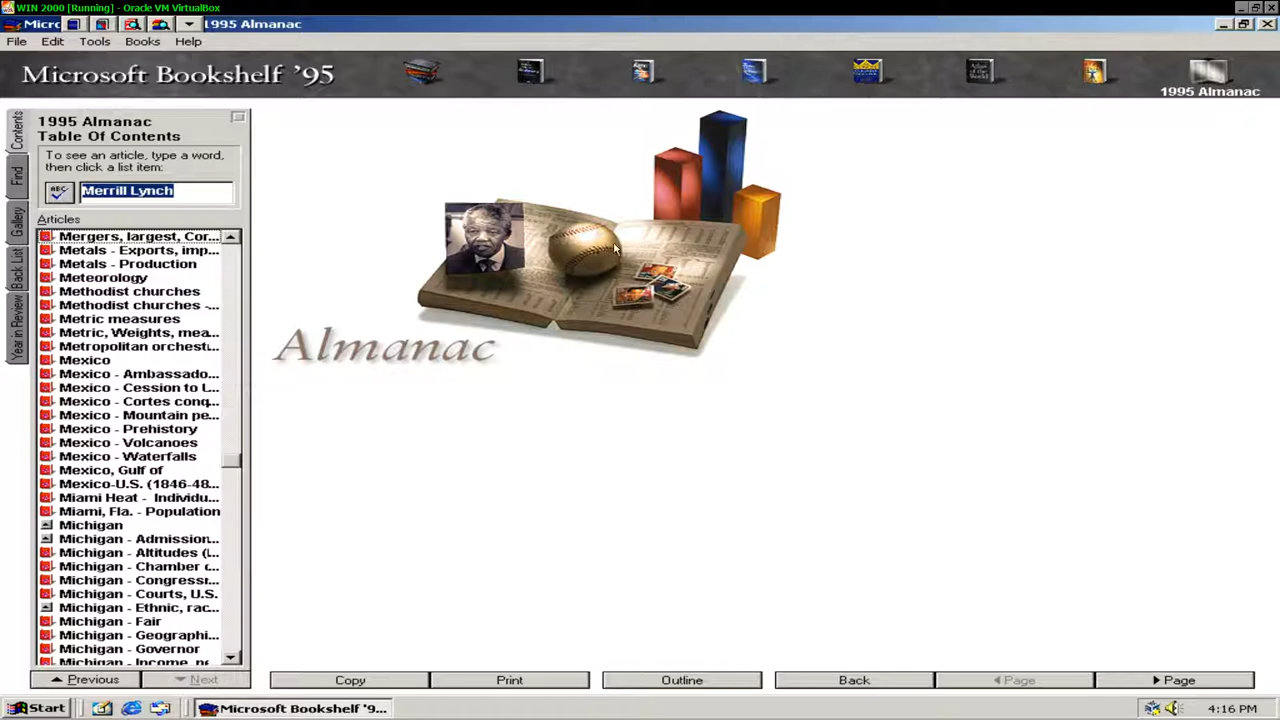 WIN 2000 [Running] - Oracle VM VirtualBox
Micro
1995 Almanac
File Edit Tools Books Help
Microsoft Bookshelf '95
1995 Almanac
Contents
Find
Gallery
Back List
Year in Review
1995 Almanac
Table Of Contents
To see an article, type a word,
then click a list item:
ABC
Merrill Lynch
Articles
Mergers, largest, Cor...
Metals - Exports, imp...
Metals - Production
Meteorology
Methodist churches
Methodist churches -...
Metric measures
Metric, Weights, mea...
Metropolitan orchest...
Mexico
Mexico - Ambassado...
Mexico - Cession to L...
Mexico - Cortes conq...
Mexico - Mountain pe...
Mexico - Prehistory
Mexico - Volcanoes
Mexico - Waterfalls
Mexico, Gulf of
Mexico-U.S. (1846-48...
Miami Heat - Individu...
Miami, Fla. - Population
Michigan
Michigan - Admission...
Michigan - Altitudes (l...
Michigan - Chamber c...
Michigan - Congressi...
Michigan - Courts, U.S.
Michigan - Ethnic, rac...
Michigan - Fair
Michigan - Geographi...
Michigan - Governor
Michigan - Income, pe...
Almanac
Previous Next Copy Print Outline Back Page Page
Start Microsoft Bookshelf '9... 4:16 PM